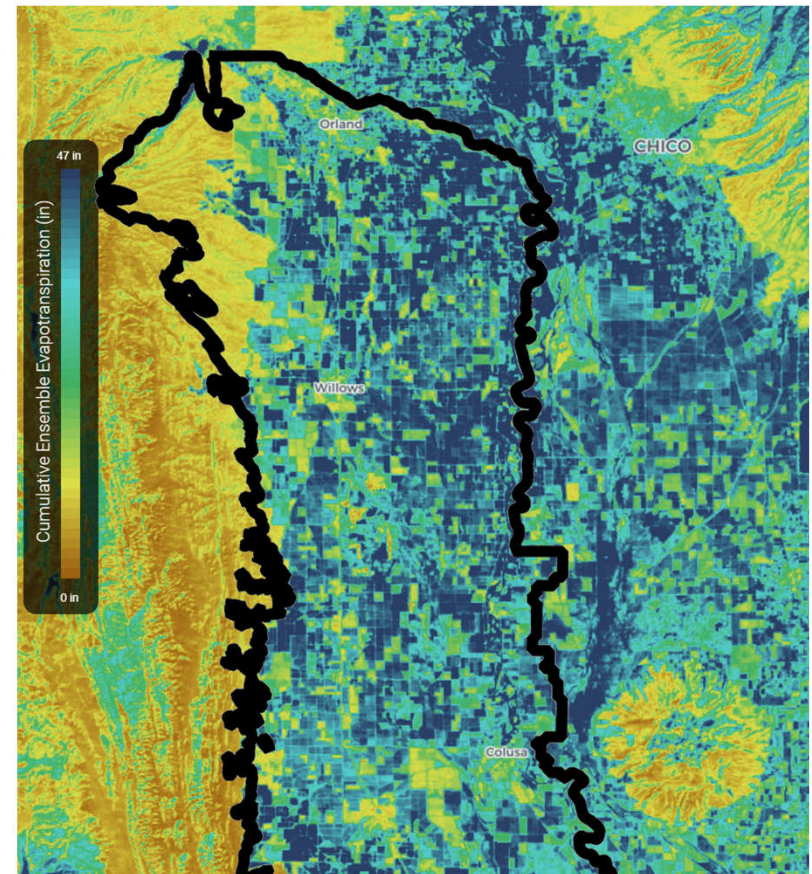 Orland
CHICO
47 in
Cumulative Ensemble Evapotranspiration (in)
Willows
0 in
Colusa